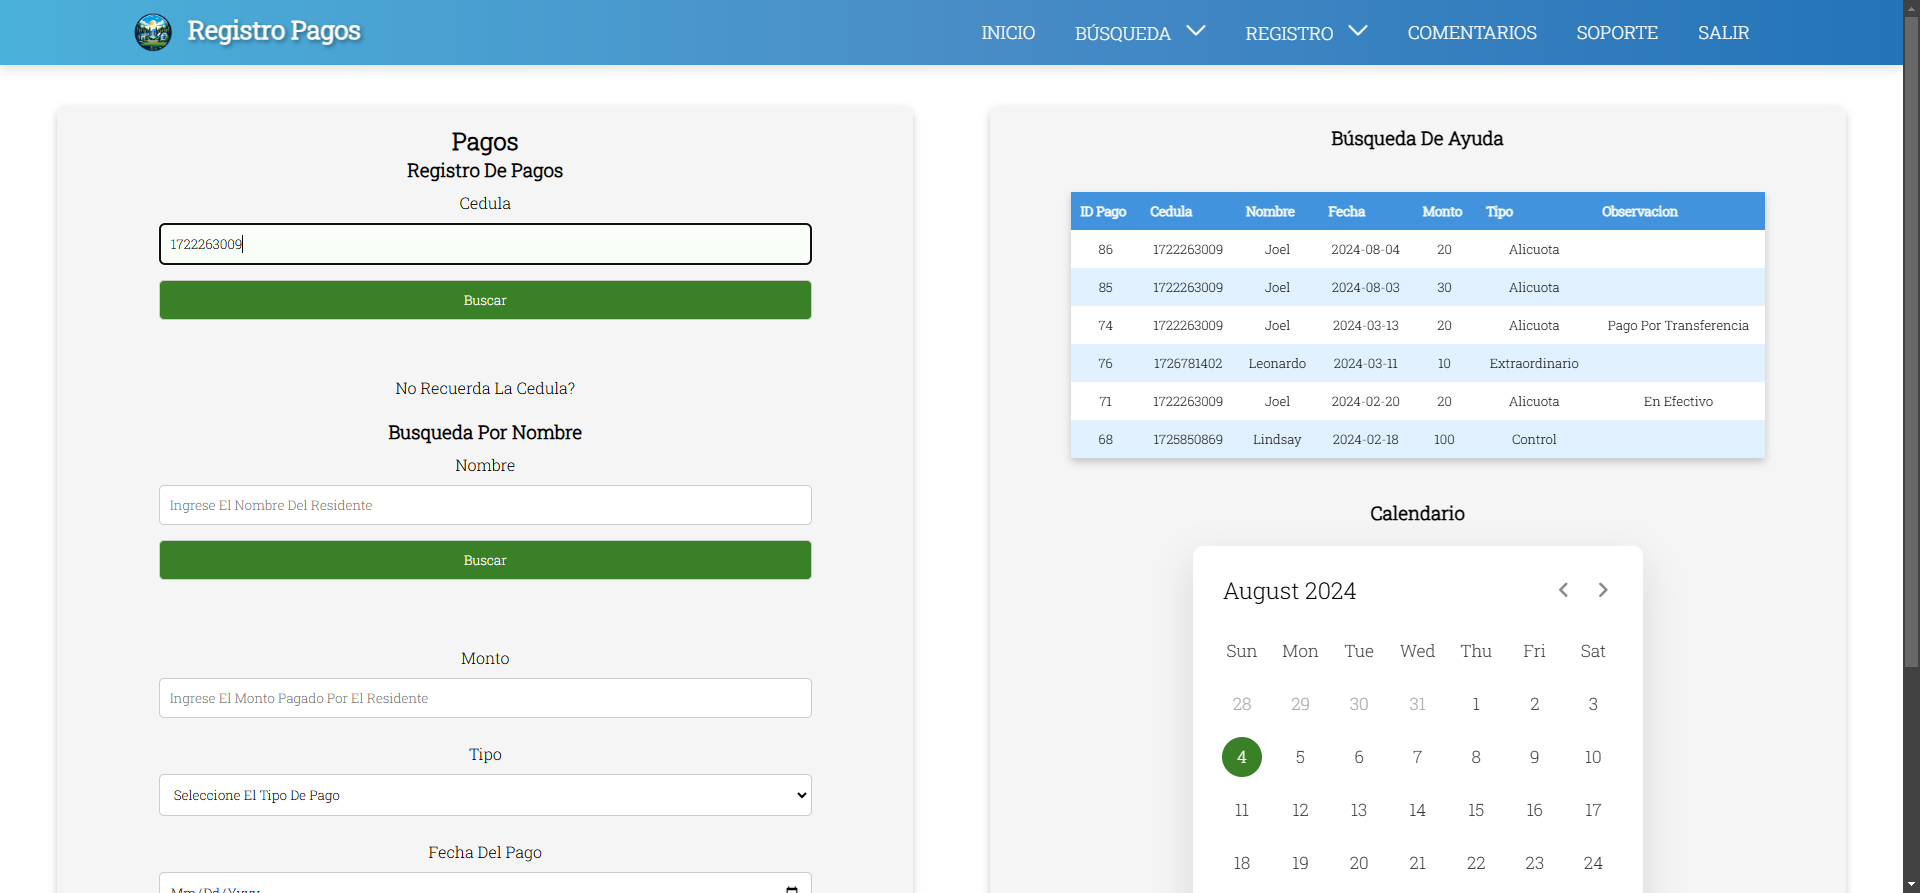 Registro Pagos
INICIO BÚSQUEDA REGISTRO COMENTARIOS SOPORTE SALIR
Pagos
Registro De Pagos
Cedula
1722263009
Buscar
No Recuerda La Cedula?
Busqueda Por Nombre
Nombre
Ingrese El Nombre Del Residente
Buscar
Monto
Ingrese El Monto Pagado Por El Residente
Tipo
Seleccione El Tipo De Pago
Fecha Del Pago
Mm/Dd/Yyyy
Búsqueda De Ayuda
ID Pago Cedula Nombre Fecha Monto Tipo Observacion
86 1722263009 Joel 2024-08-04 20 Alicuota
85 1722263009 Joel 2024-08-03 30 Alicuota
74 1722263009 Joel 2024-03-13 20 Alicuota Pago Por Transferencia
76 1726781402 Leonardo 2024-03-11 10 Extraordinario
71 1722263009 Joel 2024-02-20 20 Alicuota En Efectivo
68 1725850869 Lindsay 2024-02-18 100 Control
Calendario
August 2024
Sun Mon Tue Wed Thu Fri Sat
28 29 30 31 1 2 3
4 5 6 7 8 9 10
11 12 13 14 15 16 17
18 19 20 21 22 23 24